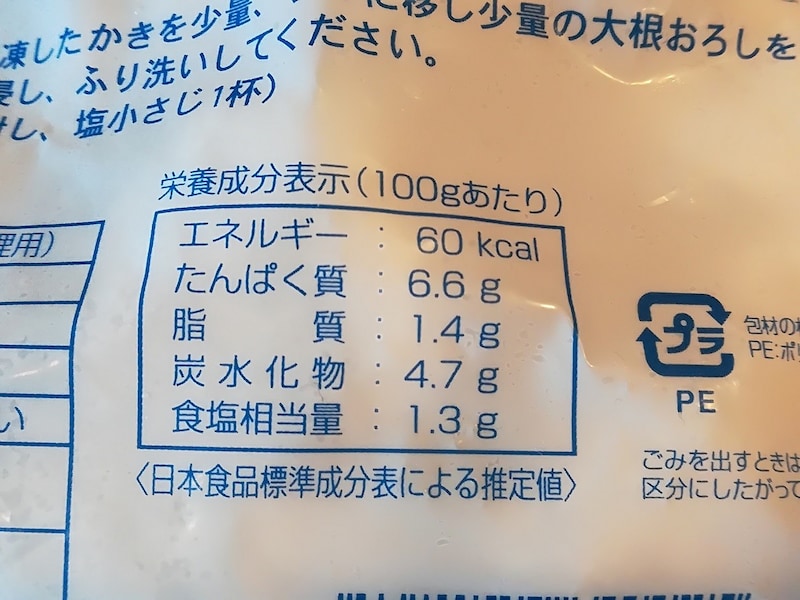 凍したかきを少量、
に移し少量の大根おろしを
浸し、ふり洗いしてください。
し、塩小さじ1杯)
栄養成分表示(100gあたり)
エネルギー : 60 kcal
たんぱく質 : 6.6 g
脂質 : 1.4 g
炭水化物 : 4.7 g
食塩相当量 : 1.3 g
〈日本食品標準成分表による推定値〉
理用)
い)
プラ
PE
包材の
PE:ポリ
ごみを出すときは
区分にしたがって